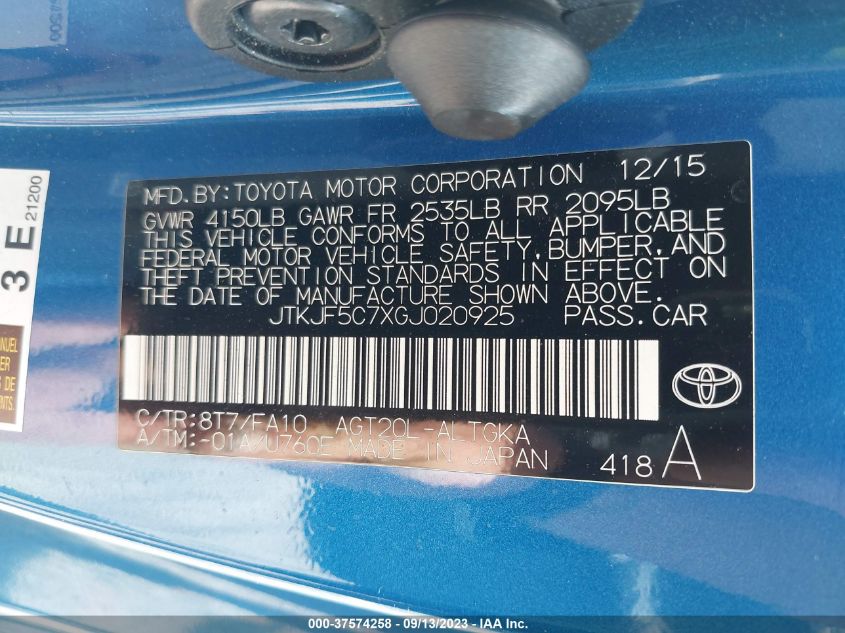 MFD.BY:TOYOTA MOTOR CORPORATION 12/15
GVWR 4150LB GAWR FR 2535LB RR 2095LB
THIS VEHICLE CONFORMS TO ALL APPLICABLE
FEDERAL MOTOR VEHICLE SAFETY,BUMPER,AND
THEFT PREVENTION STANDARDS IN EFFECT ON
THE DATE OF MANUFACTURE SHOWN ABOVE.
JTKJF5C7XGJ020925 PASS.CAR
C/TR:8T7/FA10 AGT20L-ALTGKA
A/TM:-01A/U760E MADE IN JAPAN
418 A
3 E
21200
000-37574258 - 09/13/2023 - IAA Inc.